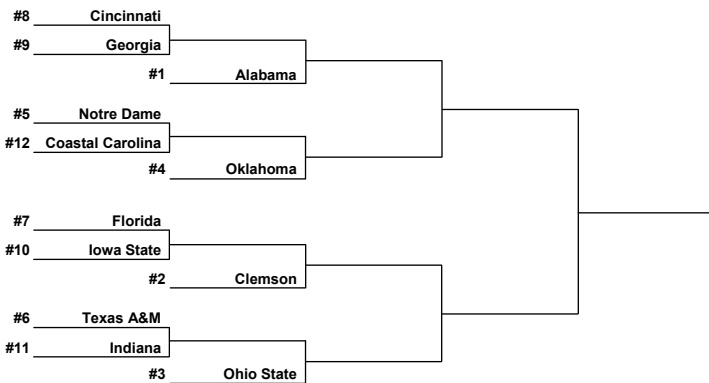 #8 Cincinnati
#9 Georgia
#1 Alabama
#5 Notre Dame
#12 Coastal Carolina
#4 Oklahoma
#7 Florida
#10 Iowa State
#2 Clemson
#6 Texas A&M
#11 Indiana
#3 Ohio State